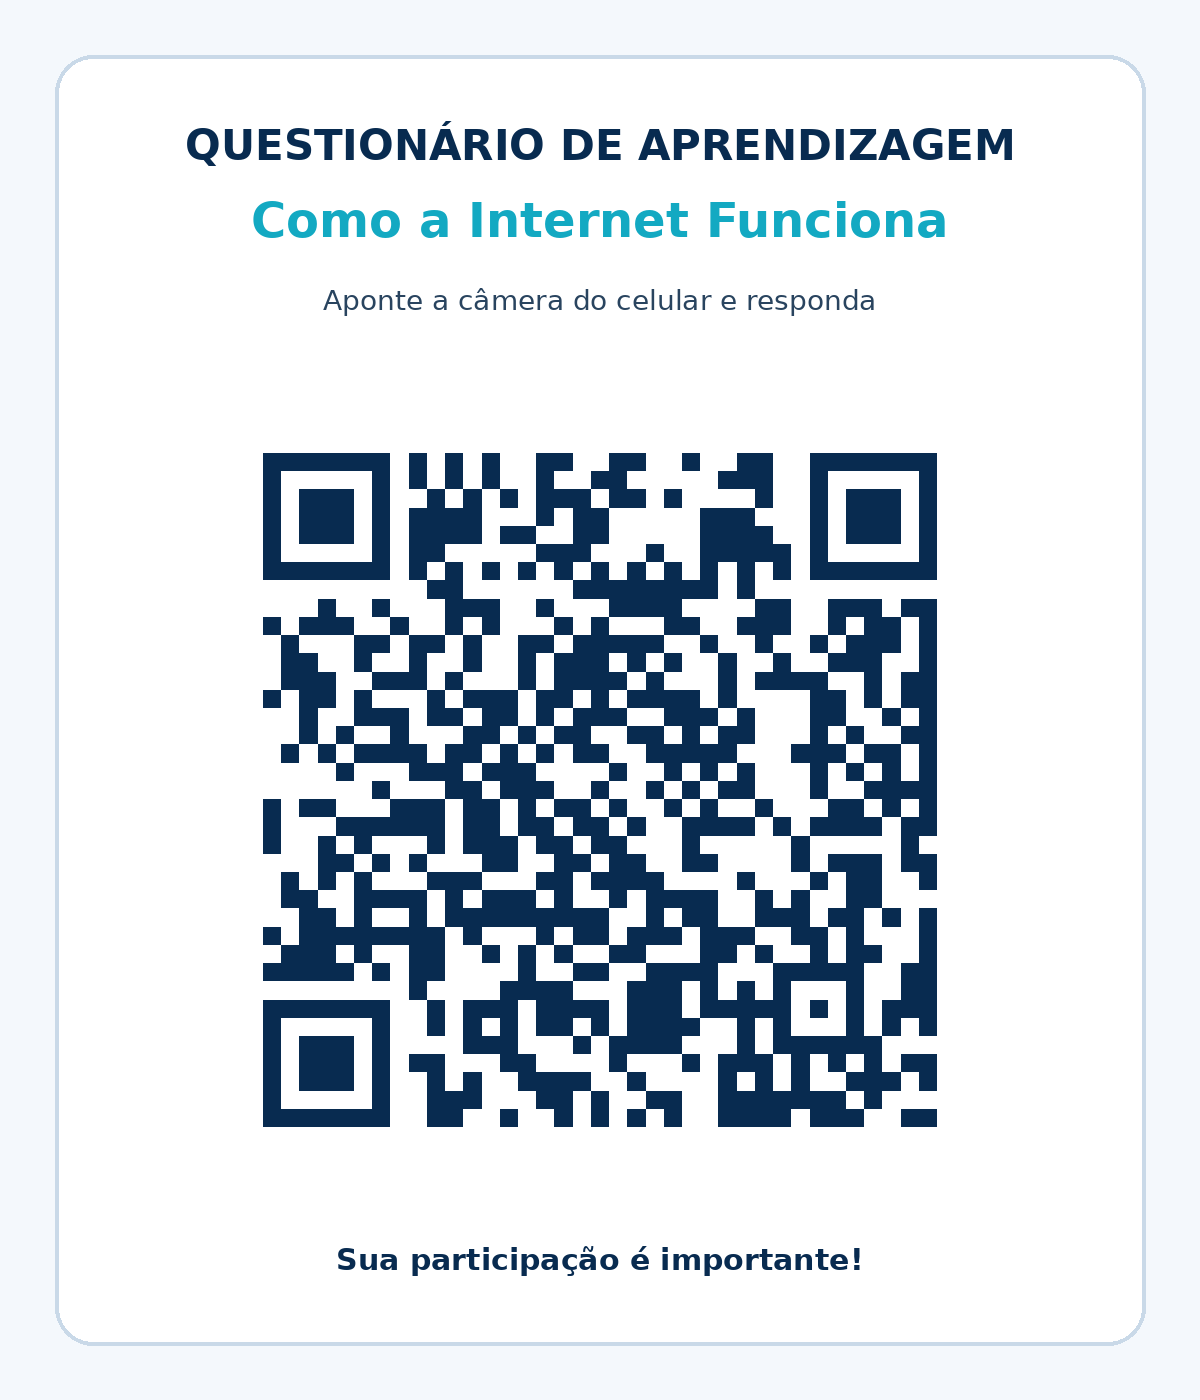 QUESTIONÁRIO DE APRENDIZAGEM
Como a Internet Funciona
Aponte a câmera do celular e responda
Sua participação é importante!